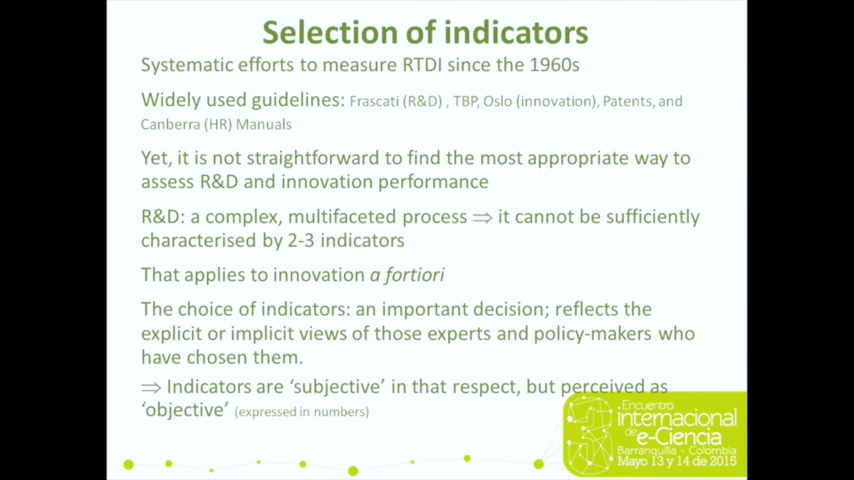 Selection of indicators
Systematic efforts to measure RTDI since the 1960s
Widely used guidelines: Frascati (R&D) , TBP, Oslo (innovation), Patents, and
Canberra (HR) Manuals
Yet, it is not straightforward to find the most appropriate way to
assess R&D and innovation performance
R&D: a complex, multifaceted process ⇒ it cannot be sufficiently
characterised by 2-3 indicators
That applies to innovation a fortiori
The choice of indicators: an important decision; reflects the
explicit or implicit views of those experts and policy-makers who
have chosen them.
⇒ Indicators are ‘subjective’ in that respect, but perceived as
‘objective’ (expressed in numbers)
3
Encuentro
internacional
de e-Ciencia
Barranquilla - Colombia
Mayo 13 y 14 de 2015